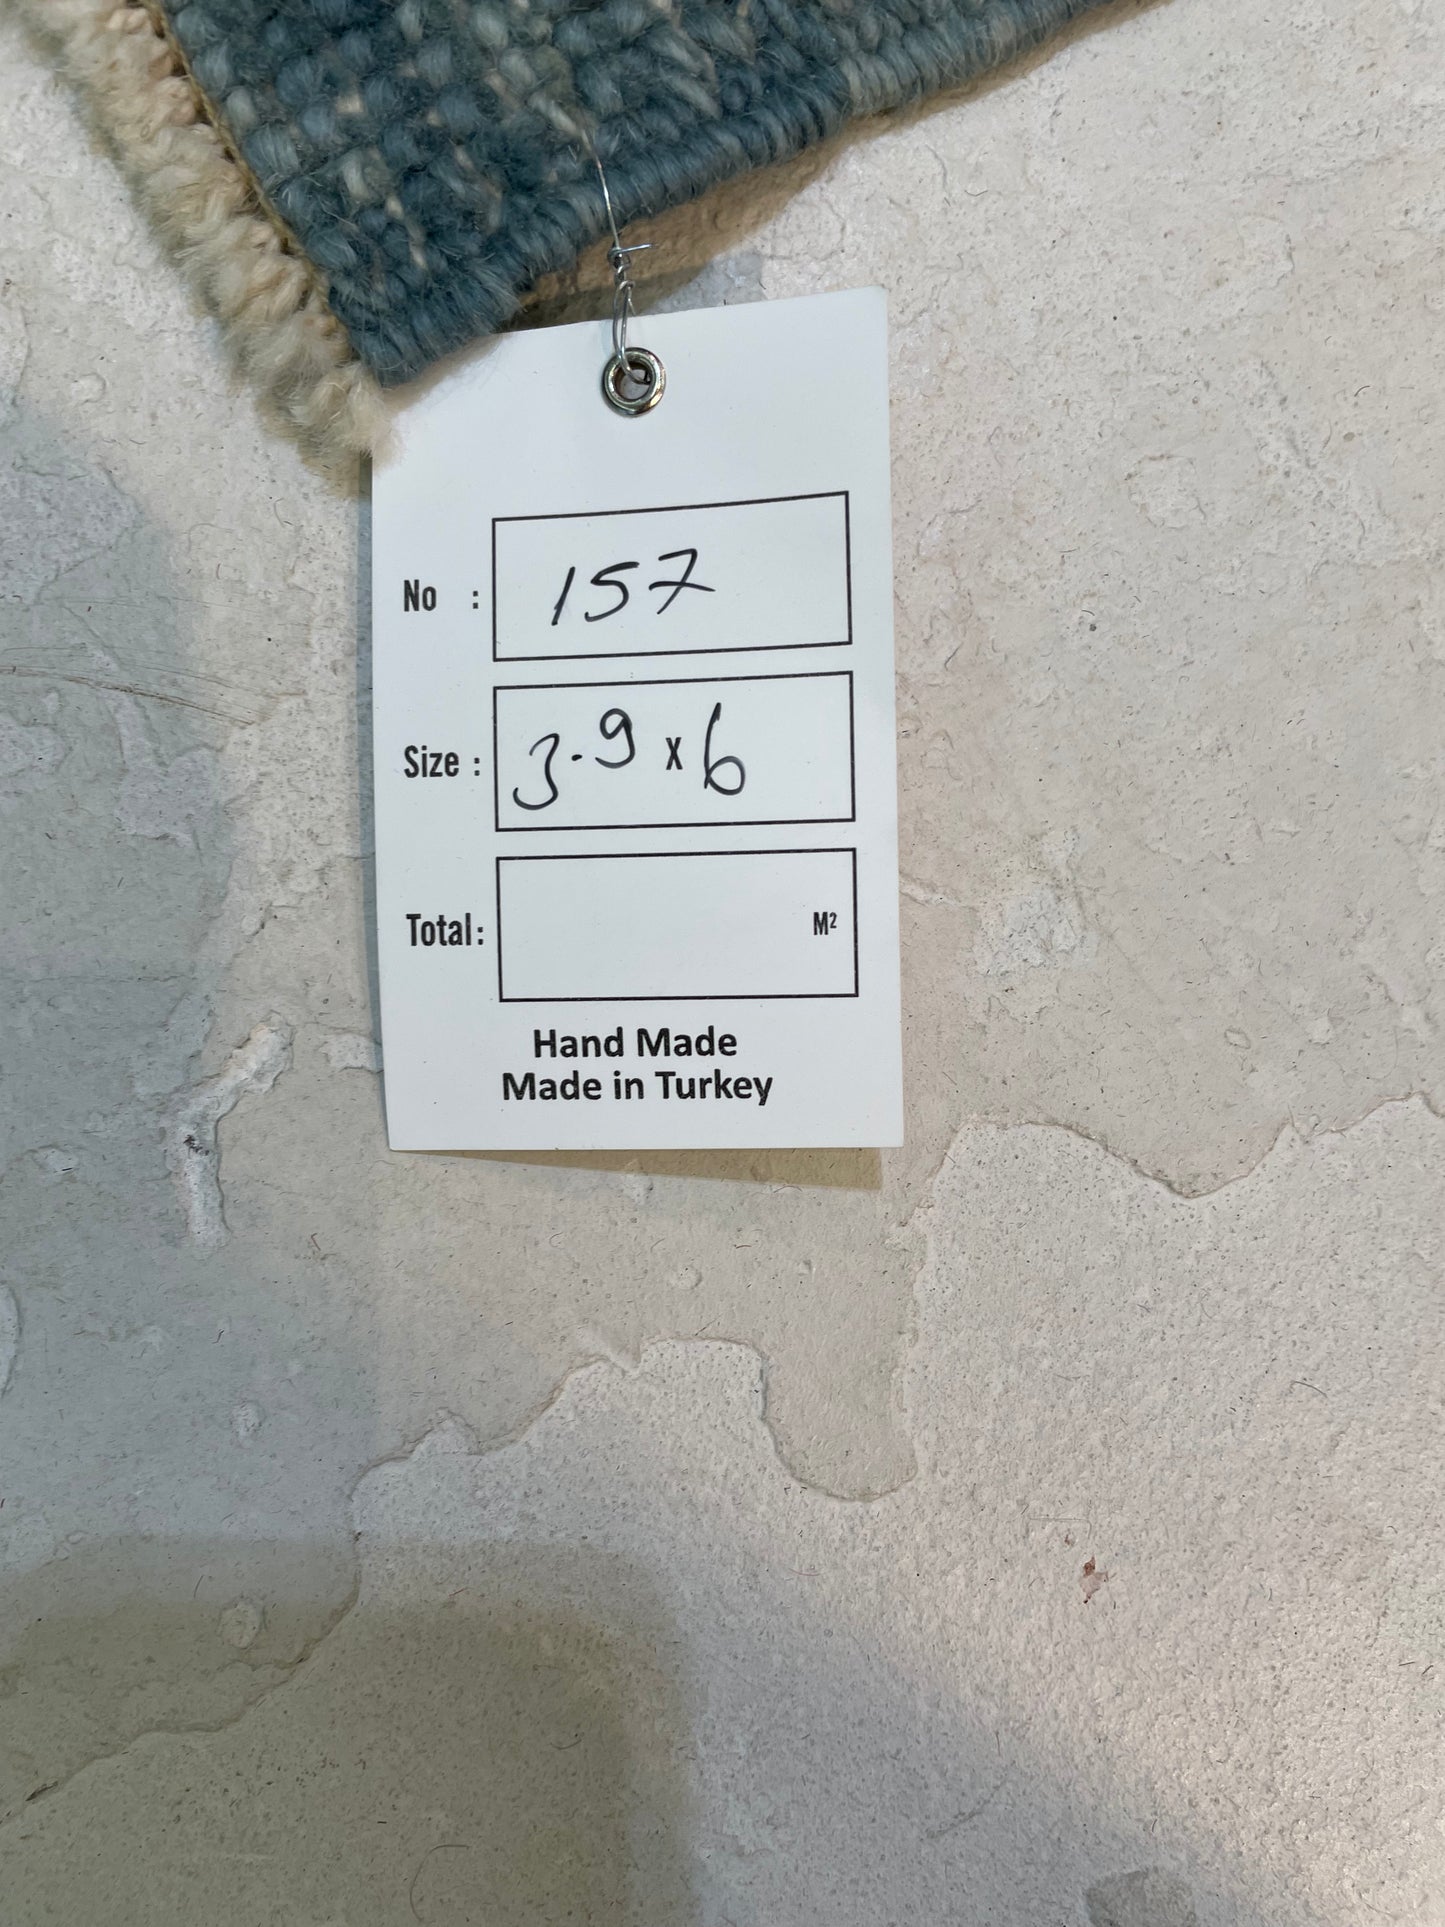 No : 157
Size : 3.9 x 6
Total: M²
Hand Made
Made in Turkey